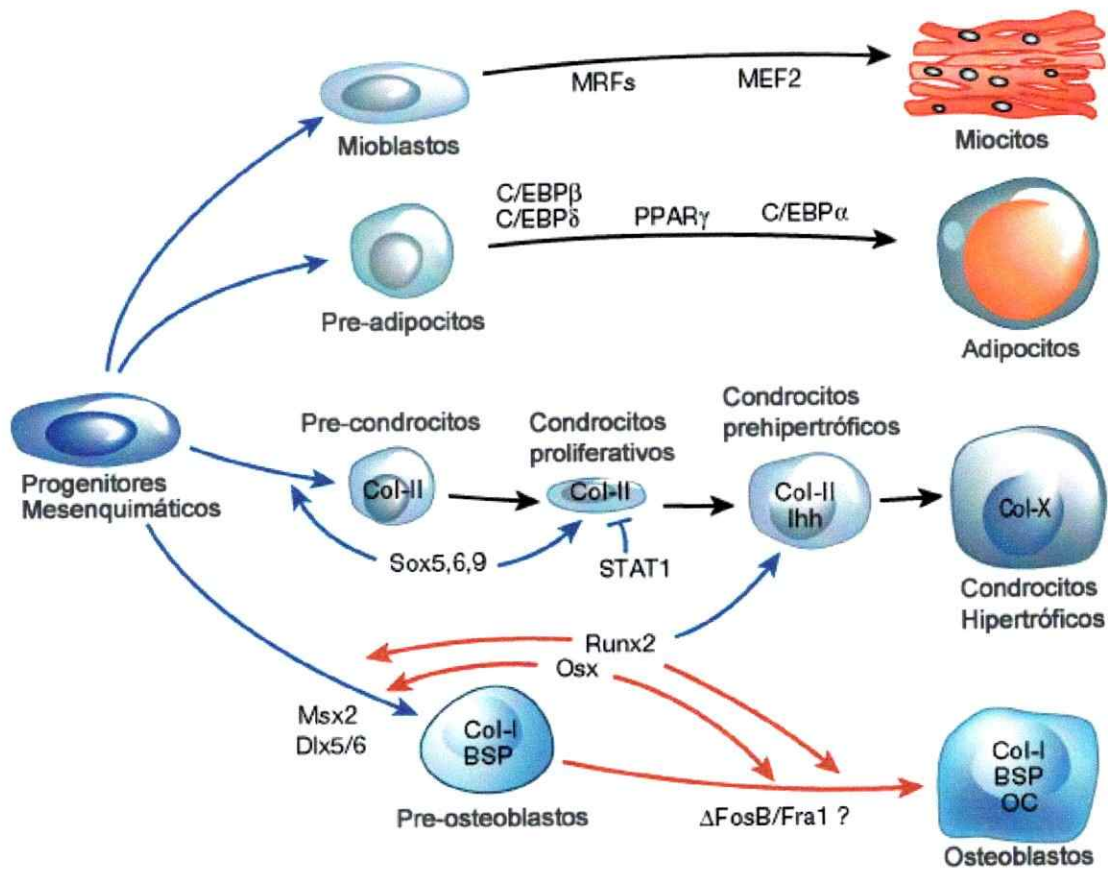 MRFs
MEF2
Mioblastos
Miocitos
C/EBPβ
C/EBPδ
PPARγ
C/EBPα
Pre-adipocitos
Adipocitos
Progenitores
Mesenquimáticos
Pre-condrocitos
Col-II
Condrocitos
proliferativos
Col-II
Condrocitos
prehipertróficos
Col-II
Ihh
Col-X
Condrocitos
Hipertróficos
Sox5,6,9
STAT1
Runx2
Osx
Msx2
Dlx5/6
Col-I
BSP
Pre-osteoblastos
ΔFosB/Fra1 ?
Col-I
BSP
OC
Osteoblastos